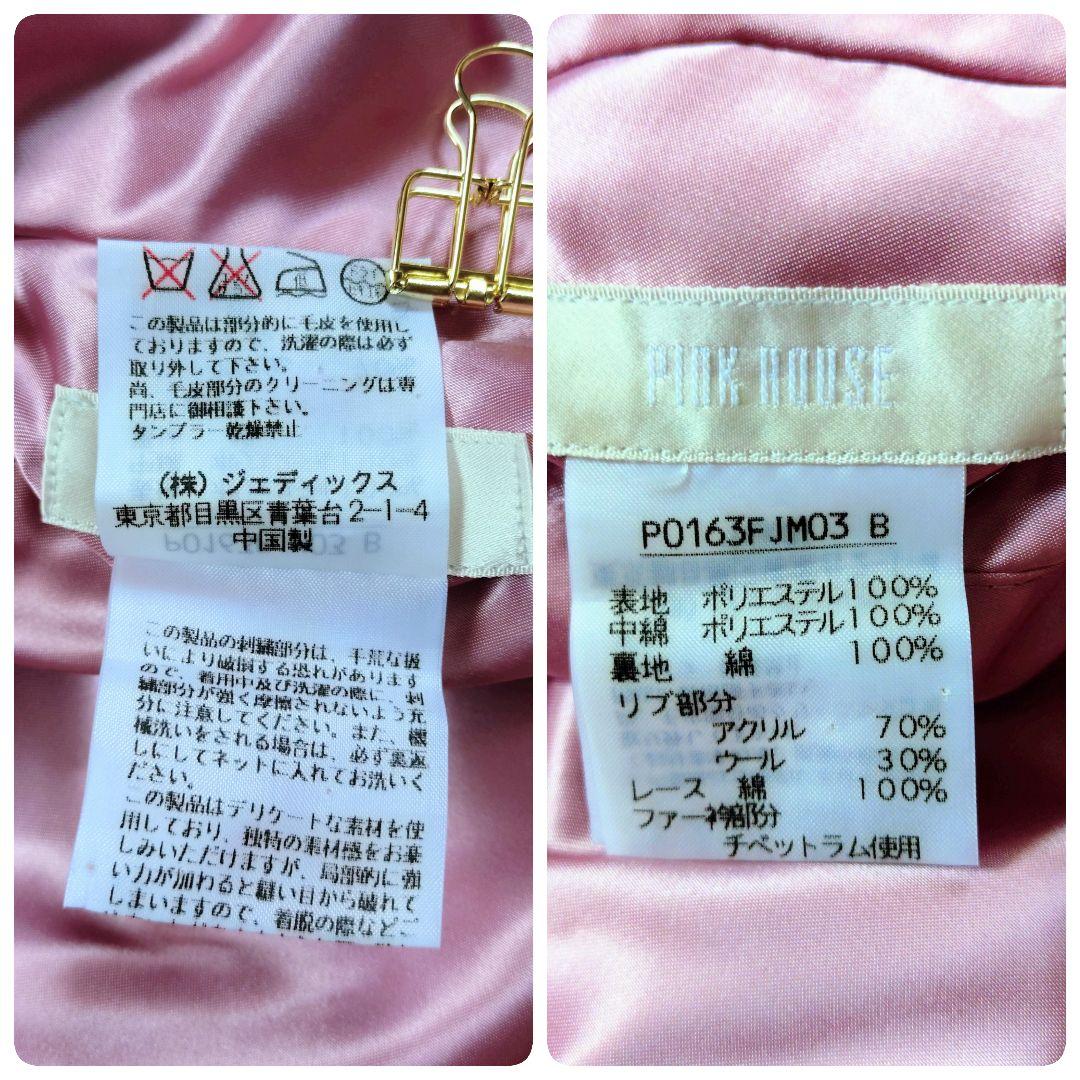 この製品は部分的に毛皮を使用し
ておりますので、洗濯の際は必ず
取り外して下さい。
尚、毛皮部分のクリーニングは専
門店に御相談下さい。
タンブラー乾燥禁止
(株)ジェディックス
東京都目黒区青葉台2-1-4
中国製
この製品の刺繍部分は、手荒な扱
いにより破損する恐れがあります
ので、着用中及び洗濯の際に、刺
繍部分が強く摩擦されないよう充
分に注意してください。また、機
械洗いをされる場合は、必ず裏返
しにしてネットに入れてお洗いく
ださい。
この製品はデリケートな素材を使
用しており、独特の素材感をお楽
しみいただけますが、局部的に強
い力が加わると縫い目から破れて
しまいますので、着脱の際などご
PINK HOUSE
P0163FJM03 B
表地 ポリエステル100%
中綿 ポリエステル100%
裏地 綿 100%
リブ部分
アクリル 70%
ウール 30%
レース 綿 100%
ファー部分
チベットラム使用